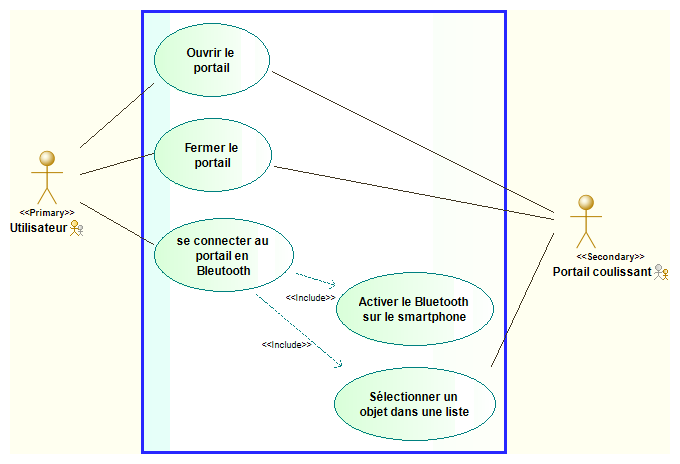 Ouvrir le
portail
Fermer le
portail
<<Primary>>
Utilisateur
se connecter au
portail en
Bleutooth
<<Secondary>>
Portail coulissant
<<Include>>
Activer le Bluetooth
sur le smartphone
<<Include>>
Sélectionner un
objet dans une liste